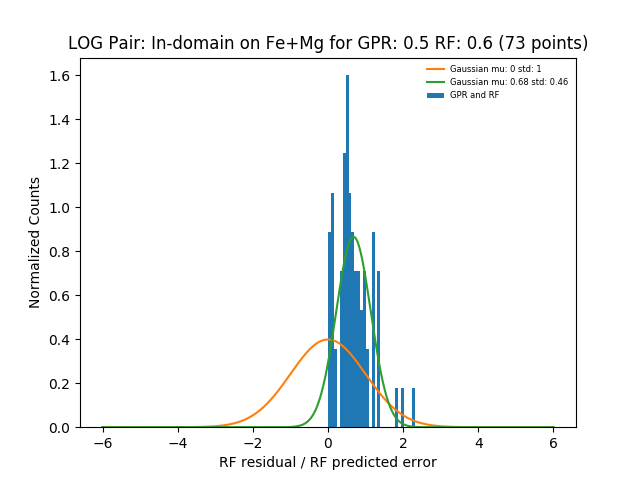 LOG Pair: In-domain on Fe+Mg for GPR: 0.5 RF: 0.6 (73 points)
Gaussian mu: 0 std: 1
Gaussian mu: 0.68 std: 0.46
GPR and RF
Normalized Counts
1.6
1.4
1.2
1.0
0.8
0.6
0.4
0.2
0.0
−6 −4 −2 0 2 4 6
RF residual / RF predicted error